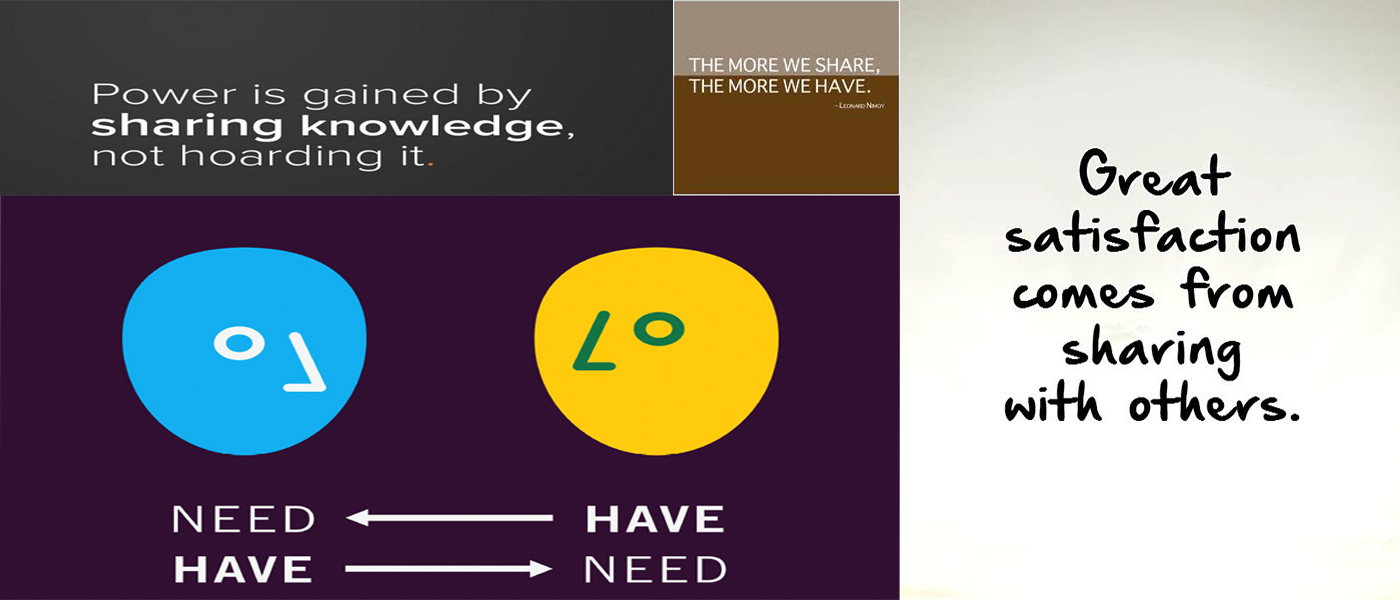 Power is gained by
sharing knowledge,
not hoarding it.
THE MORE WE SHARE,
THE MORE WE HAVE.
- LEONARD NIMOY
NEED HAVE
HAVE NEED
Great
satisfaction
comes from
sharing
with others.